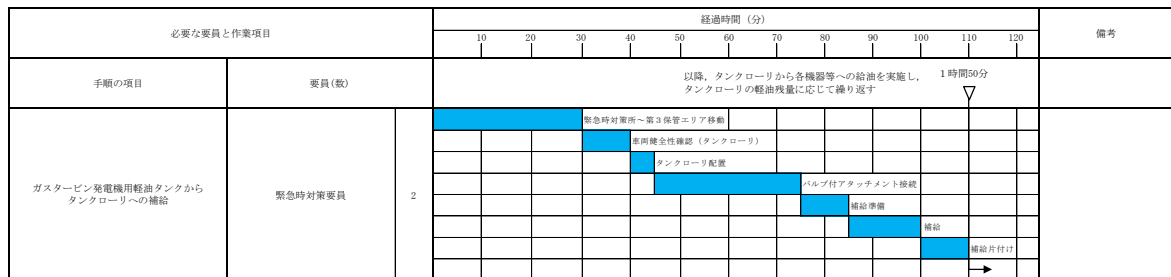 必要な要員と作業項目
経過時間（分）
備考
10 20 30 40 50 60 70 80 90 100 110 120
手順の項目
要員(数)
以降，タンクローリから各機器等への給油を実施し，
タンクローリの軽油残量に応じて繰り返す
１時間50分
ガスタービン発電機用軽油タンクから
タンクローリへの補給
緊急時対策要員
2
緊急時対策所～第３保管エリア移動
車両健全性確認（タンクローリ）
タンクローリ配置
バルブ付アタッチメント接続
補給準備
補給
補給片付け